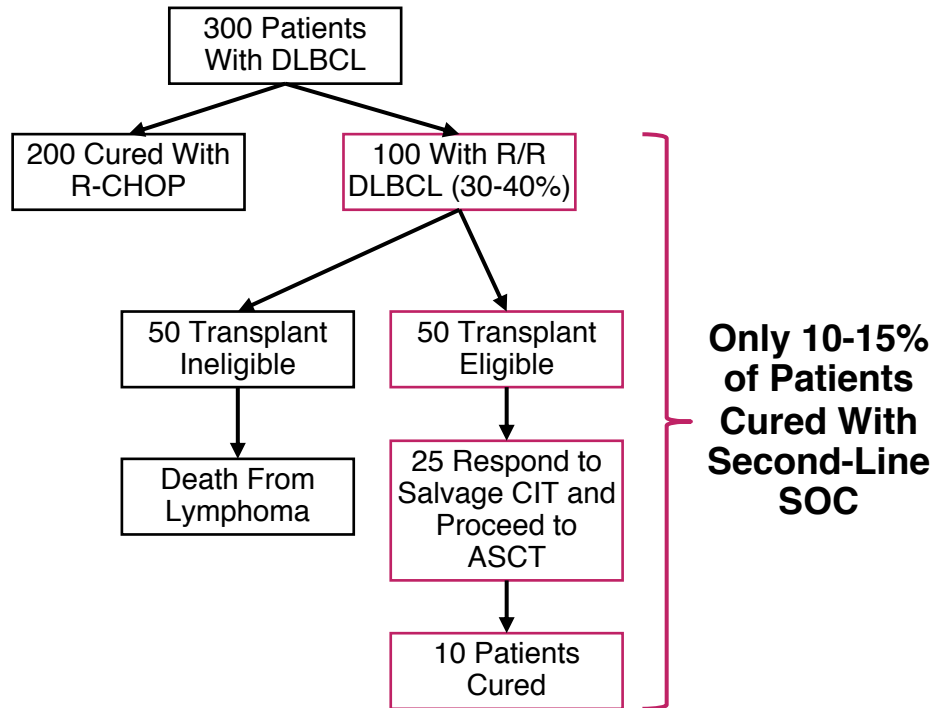 300 Patients
With DLBCL
200 Cured With
R-CHOP
100 With R/R
DLBCL (30-40%)
50 Transplant
Ineligible
50 Transplant
Eligible
Death From
Lymphoma
25 Respond to
Salvage CIT and
Proceed to
ASCT
10 Patients
Cured
Only 10-15%
of Patients
Cured With
Second-Line
SOC